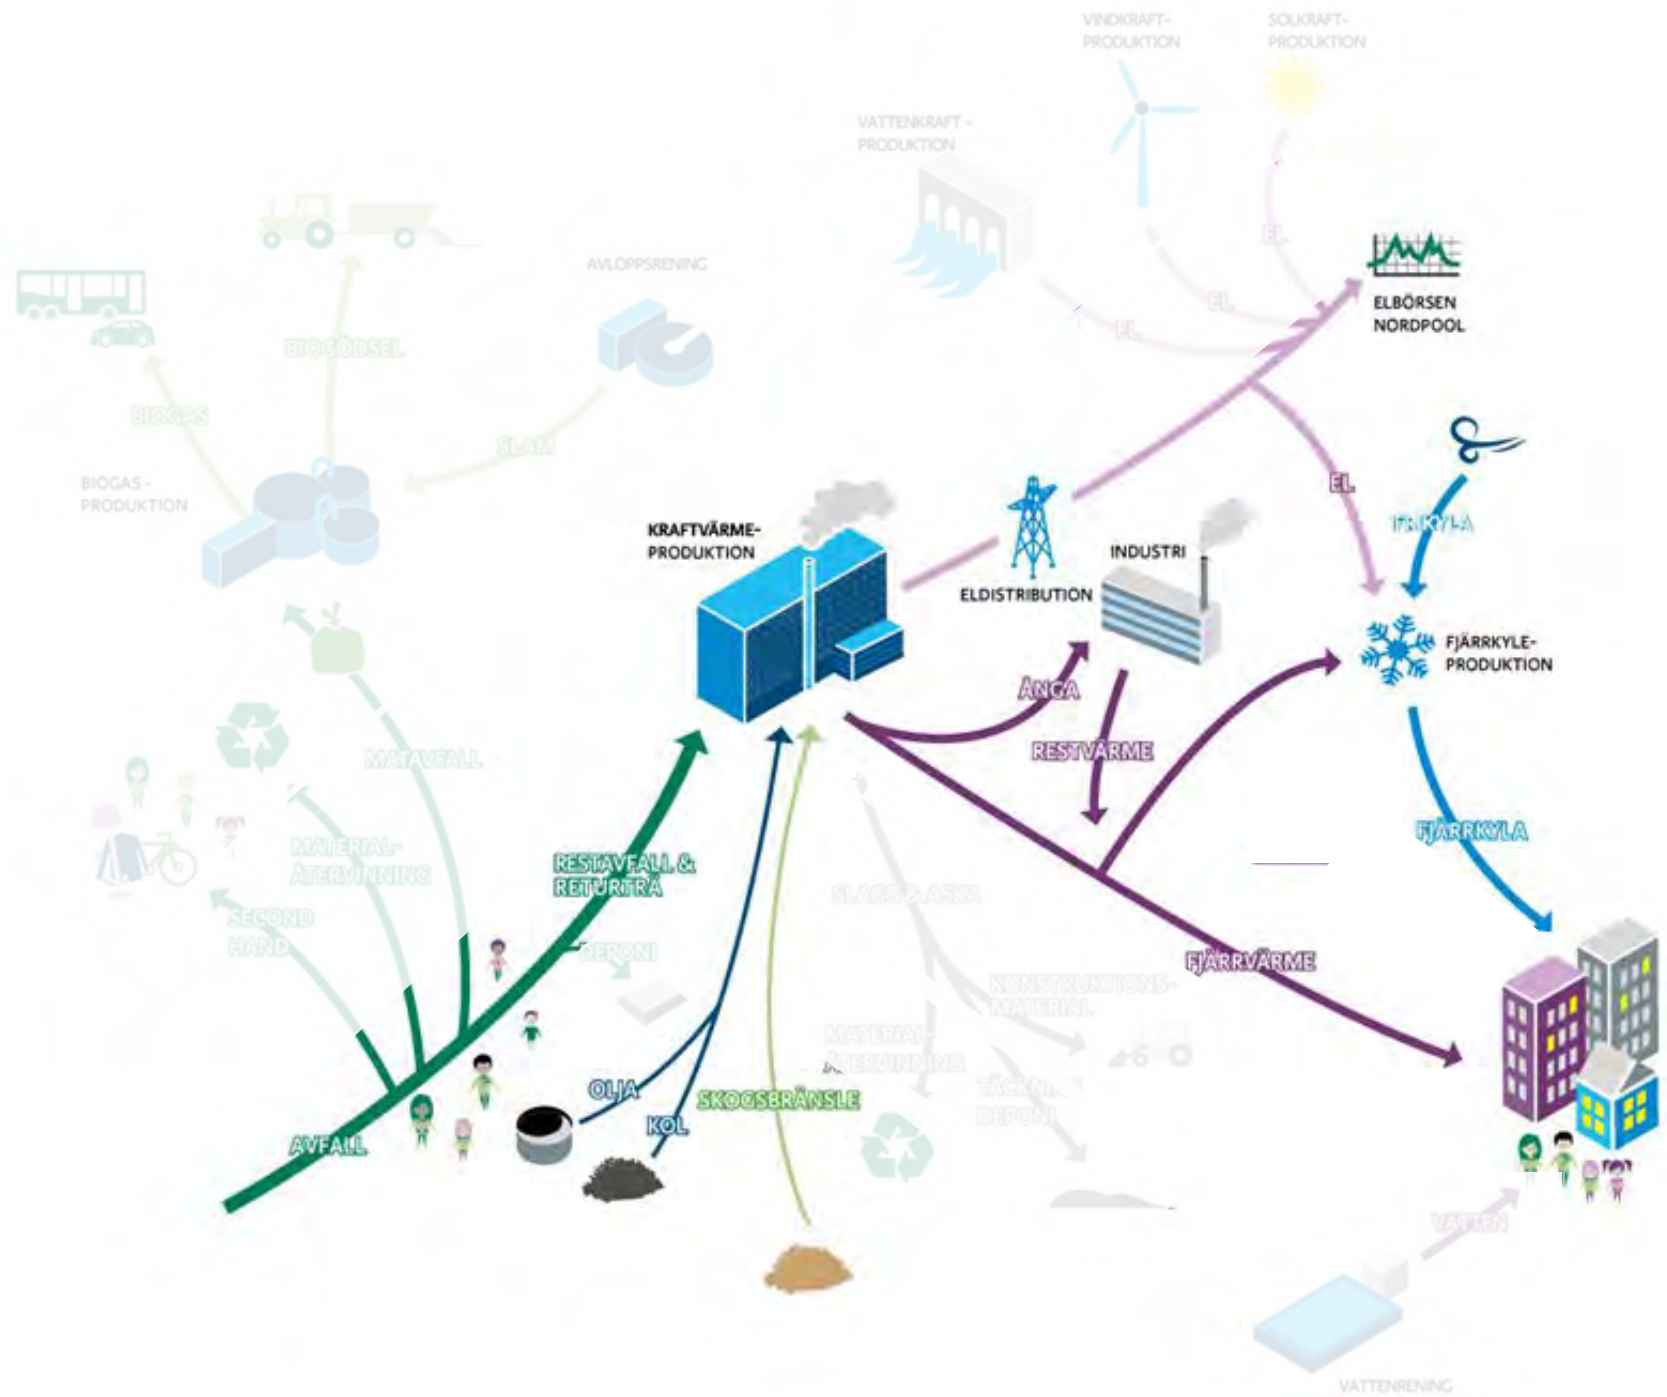 VINDKRAFT-
PRODUKTION
SOLKRAFT-
PRODUKTION
VATTENKRAFT -
PRODUKTION
AVLOPPSRENING
EL
EL
EL
ELBÖRSEN
NORDPOOL
BIOGÖDSEL
BIOGAS
SLAM
BIOGAS -
PRODUKTION
EL
FRIKYLA
KRAFTVÄRME-
PRODUKTION
INDUSTRI
ELDISTRIBUTION
FJÄRRKYLE-
PRODUKTION
ÅNGA
RESTVÄRME
MATAVFALL
FJÄRRKYLA
MATERIAL-
ÅTERVINNING
RESTAVFALL &
RETURTRÄ
SLAGG & ASKA
SECOND
HAND
DEPONI
FJÄRRVÄRME
KONSTRUKTIONS-
MATERIAL
MATERIAL-
ÅTERVINNING
OLJA
SKOGSBRÄNSLE
TÄCKNING
DEPONI
KOL
AVFALL
VATTEN
VATTENRENING